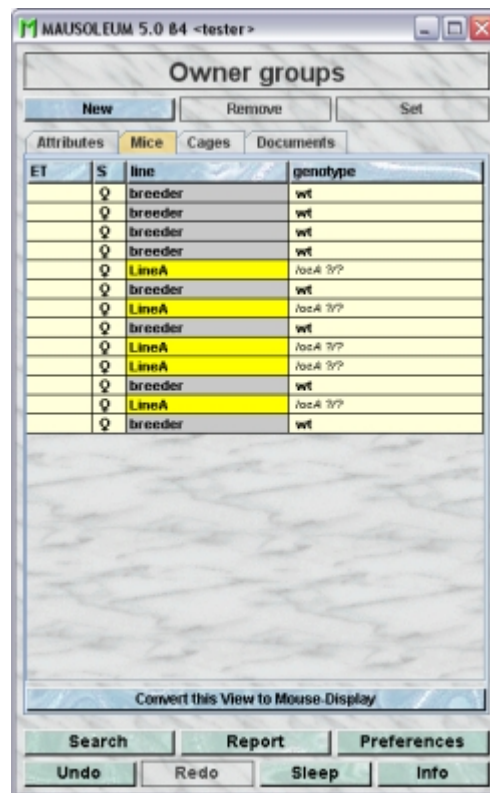 MAUSOLEUM 5.0 ß4 <tester>
Owner groups
New Remove Set
Attributes Mice Cages Documents
ET S line genotype
♀ breeder wt
♀ breeder wt
♀ breeder wt
♀ breeder wt
♀ LineA locA ?/?
♀ breeder wt
♀ LineA locA ?/?
♀ breeder wt
♀ LineA locA ?/?
♀ LineA locA ?/?
♀ breeder wt
♀ LineA locA ?/?
♀ breeder wt
Convert this View to Mouse-Display
Search Report Preferences
Undo Redo Sleep Info